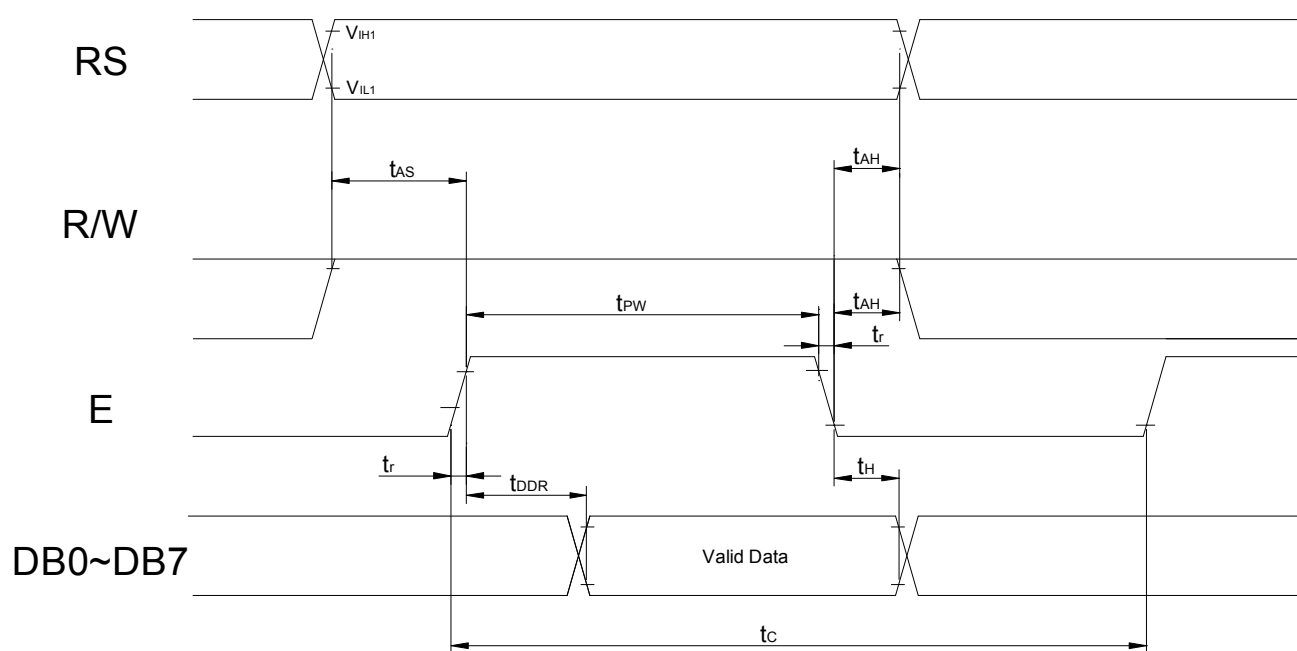 RS
VIH1
VIL1
tAS
tAH
R/W
tPW
tAH
tr
E
tr
tDDR
tH
DB0~DB7
Valid Data
tC